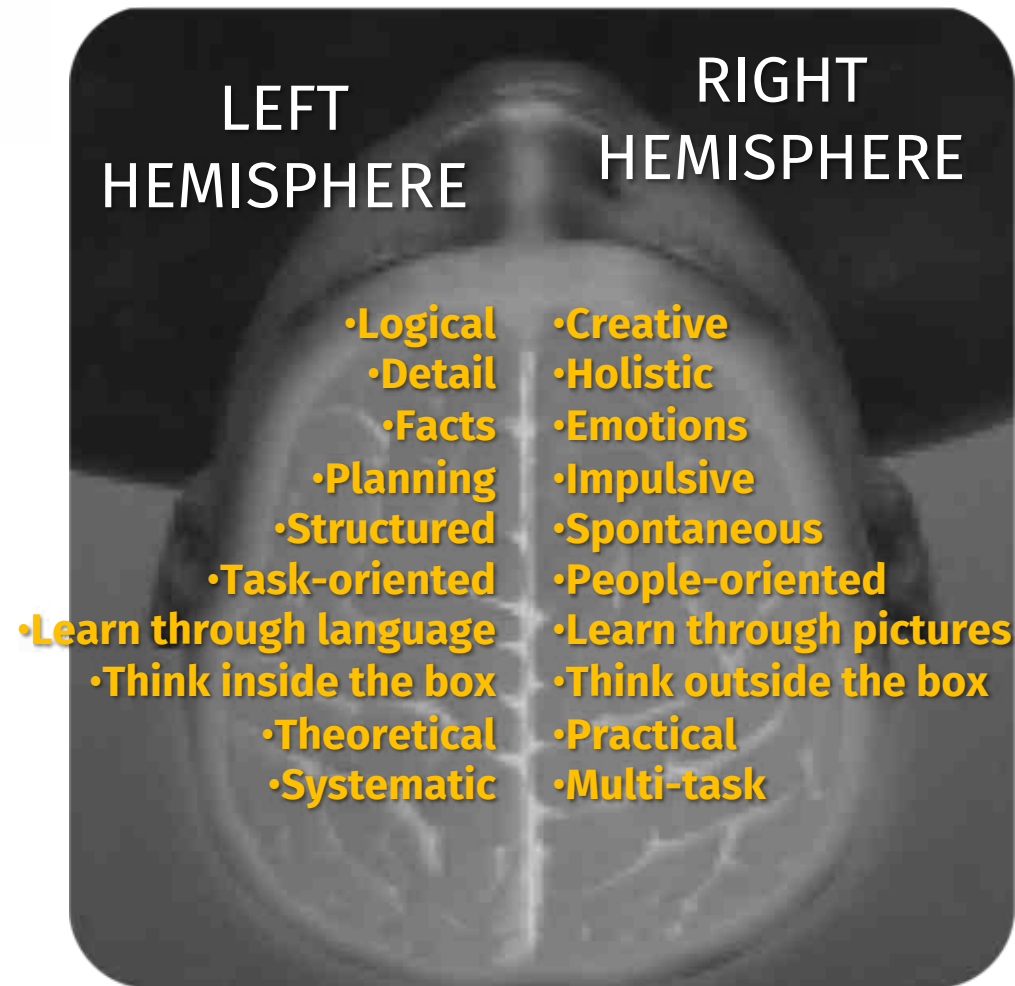 LEFT
HEMISPHERE
•Logical
•Detail
•Facts
•Planning
•Structured
•Task-oriented
•Learn through language
•Think inside the box
•Theoretical
•Systematic
RIGHT
HEMISPHERE
•Creative
•Holistic
•Emotions
•Impulsive
•Spontaneous
•People-oriented
•Learn through pictures
•Think outside the box
•Practical
•Multi-task